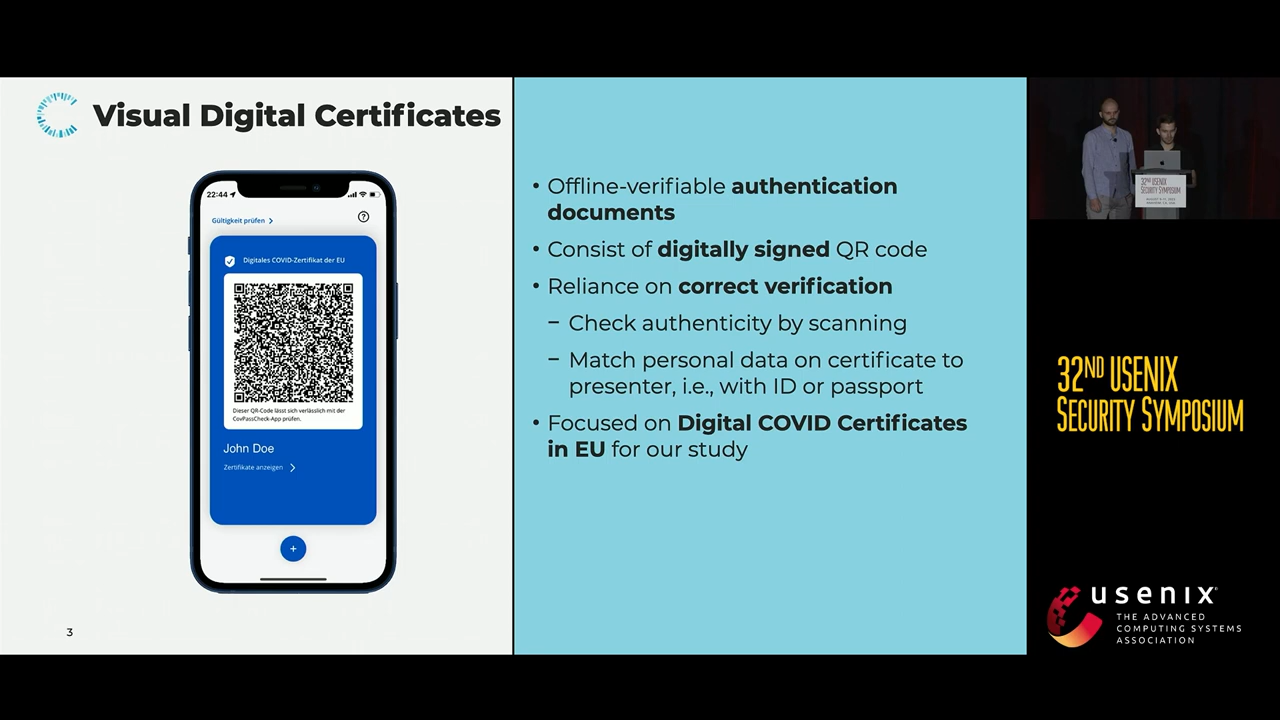 Visual Digital Certificates
22:44
Gültigkeit prüfen
Digitales COVID-Zertifikat der EU
Dieser QR-Code lässt sich verlässlich mit der
CovPassCheck-App prüfen.
John Doe
Zertifikate anzeigen
3
• Offline-verifiable authentication
documents
• Consist of digitally signed QR code
• Reliance on correct verification
– Check authenticity by scanning
– Match personal data on certificate to
presenter, i.e., with ID or passport
• Focused on Digital COVID Certificates
in EU for our study
32ND USENIX
SECURITY SYMPOSIUM
32ND USENIX
SECURITY SYMPOSIUM
usenix
THE ADVANCED
COMPUTING SYSTEMS
ASSOCIATION